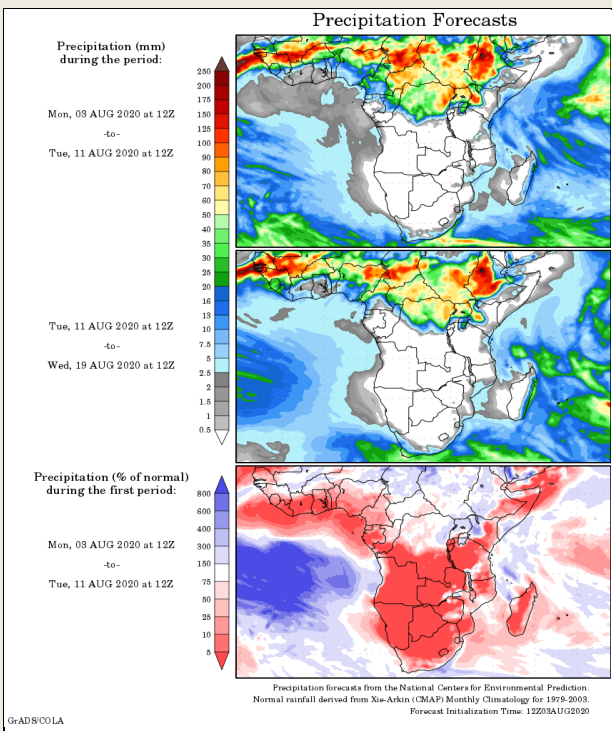 Precipitation Forecasts
Precipitation (mm)
during the period:
Mon, 03 AUG 2020 at 12Z
-to-
Tue, 11 AUG 2020 at 12Z
250
200
175
150
125
100
90
80
70
60
50
40
35
30
25
20
16
13
10
7.5
5
2.5
2
1.5
1
0.5
Tue, 11 AUG 2020 at 12Z
-to-
Wed, 19 AUG 2020 at 12Z
Precipitation (% of normal)
during the first period:
Mon, 03 AUG 2020 at 12Z
-to-
Tue, 11 AUG 2020 at 12Z
800
600
400
300
150
75
50
25
10
5
Precipitation forecasts from the National Centers for Environmental Prediction.
Normal rainfall derived from Xie-Arkin (CMAP) Monthly Climatology for 1979-2003.
Forecast Initialization Time: 12Z03AUG2020
GrADS/COLA